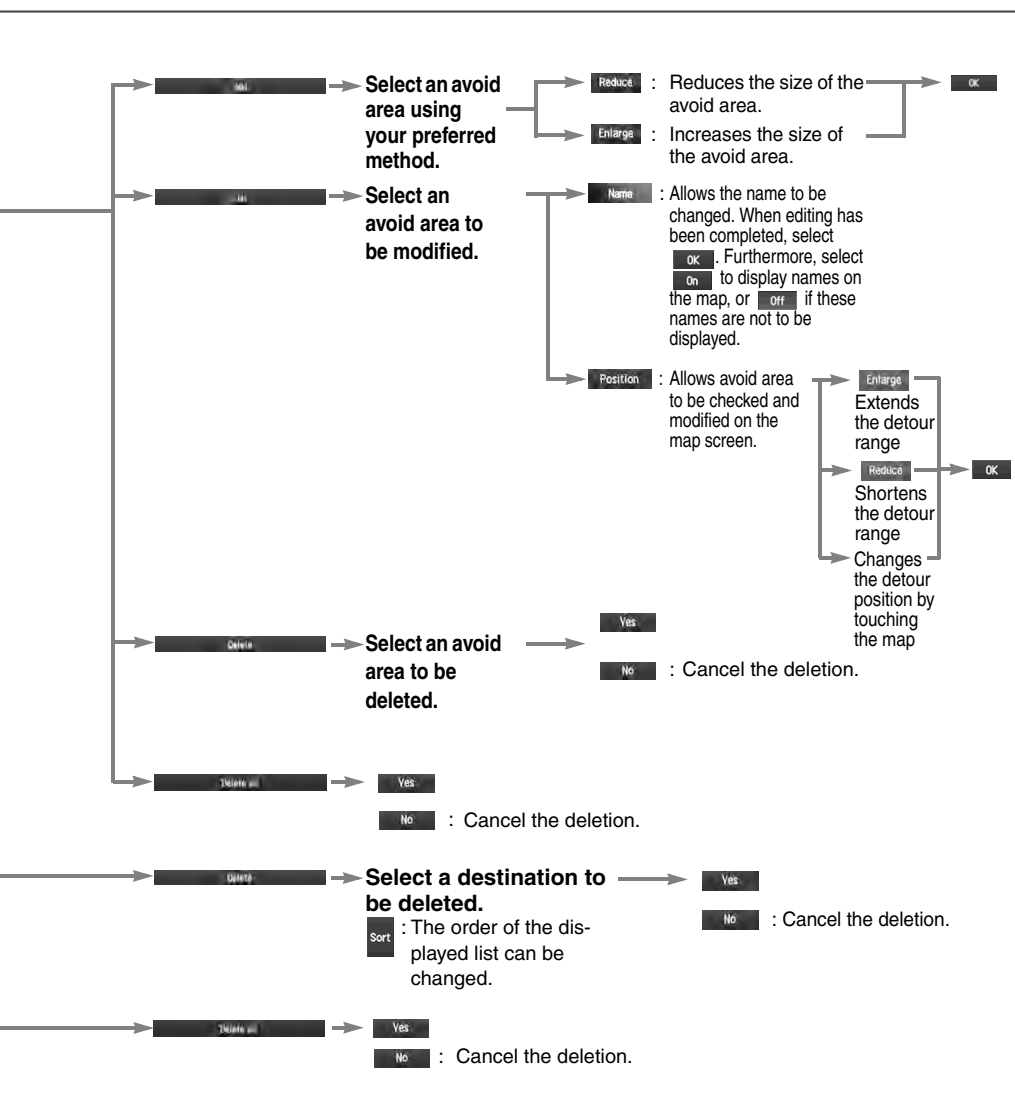 Select an avoid
area using
your preferred
method.
Reduce : Reduces the size of the
avoid area.
Enlarge : Increases the size of
the avoid area.
OK
Select an
avoid area to
be modified.
Name : Allows the name to be
changed. When editing has
been completed, select
OK . Furthermore, select
On to display names on
the map, or Off if these
names are not to be
displayed.
Position : Allows avoid area
to be checked and
modified on the
map screen.
Enlarge
Extends
the detour
range
Reduce
Shortens
the detour
range
Changes
the detour
position by
touching
the map
OK
Delete
Select an avoid
area to be
deleted.
Yes
No : Cancel the deletion.
Delete all
Yes
No : Cancel the deletion.
Delete
Select a destination to
be deleted.
Sort : The order of the dis-
played list can be
changed.
Yes
No : Cancel the deletion.
Delete all
Yes
No : Cancel the deletion.